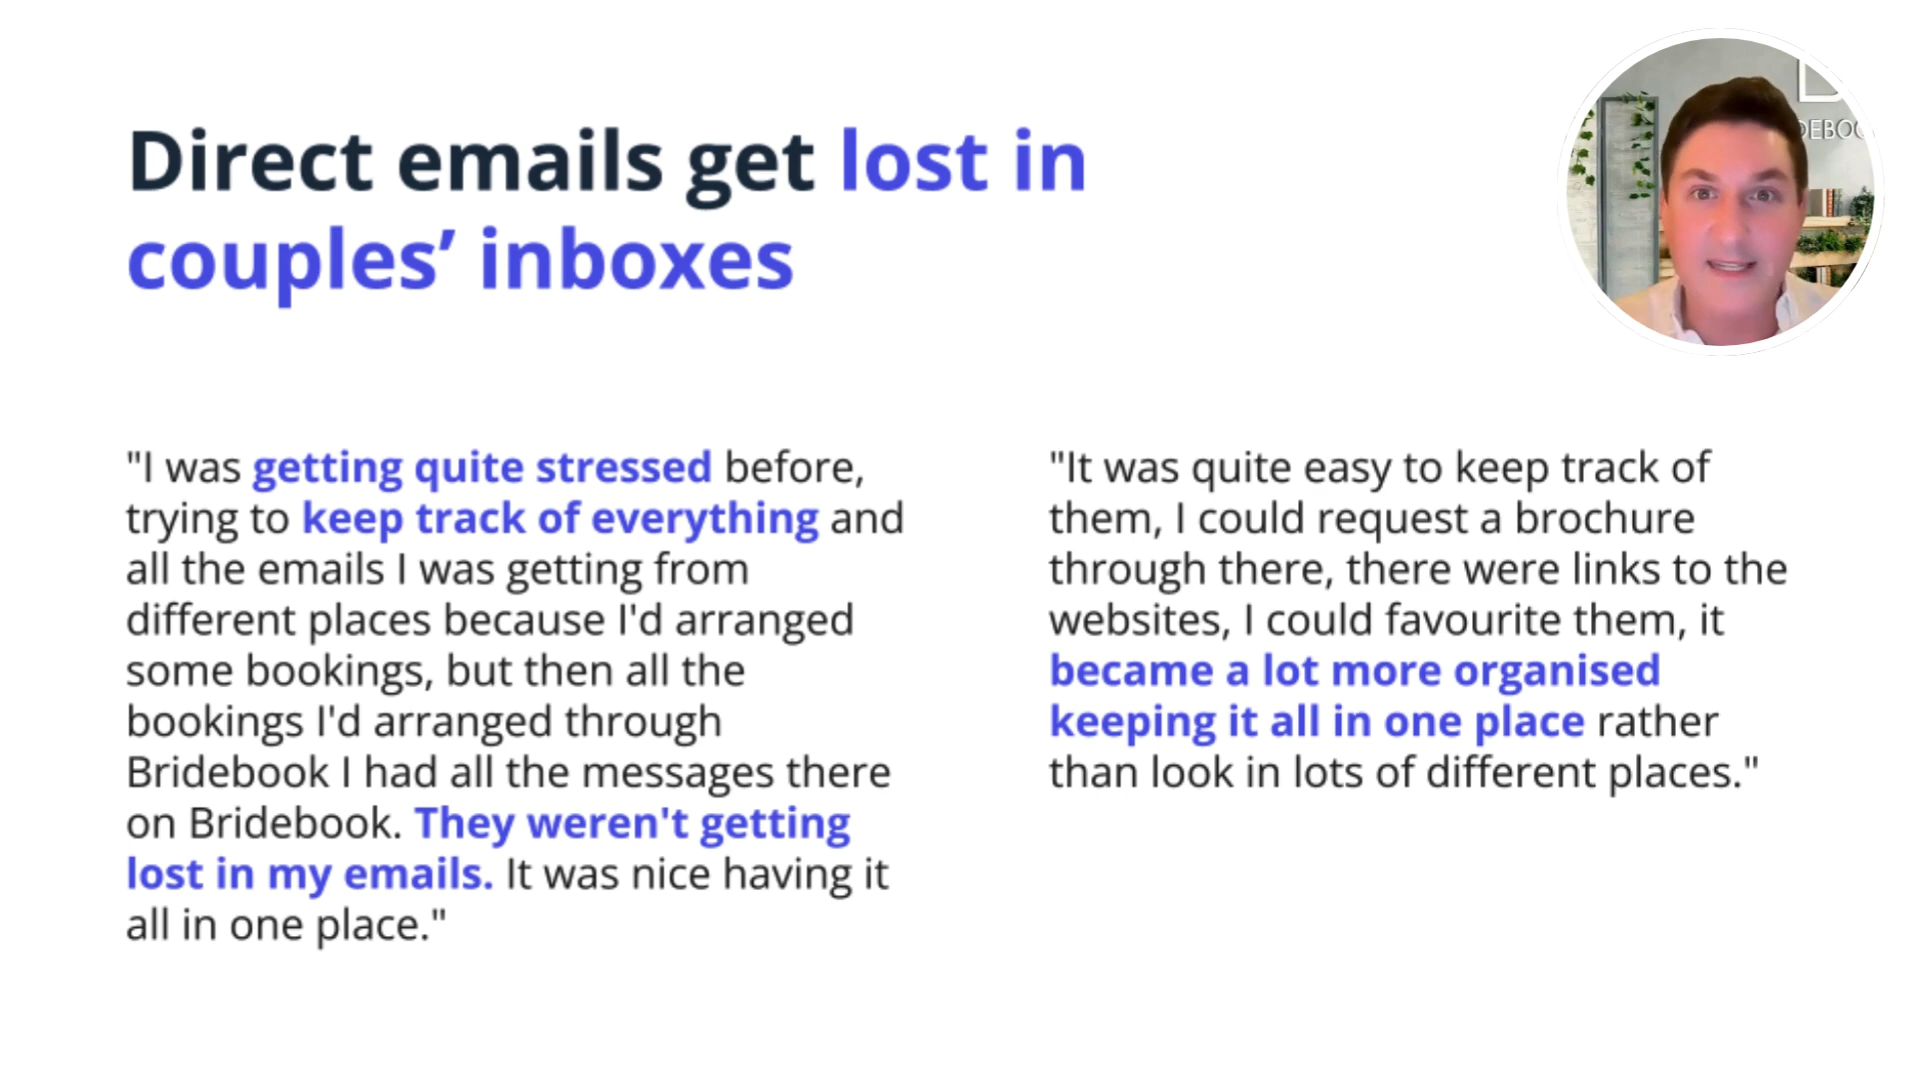 Direct emails get lost in
couples’ inboxes
"I was getting quite stressed before,
trying to keep track of everything and
all the emails I was getting from
different places because I'd arranged
some bookings, but then all the
bookings I'd arranged through
Bridebook I had all the messages there
on Bridebook. They weren't getting
lost in my emails. It was nice having it
all in one place."
"It was quite easy to keep track of
them, I could request a brochure
through there, there were links to the
websites, I could favourite them, it
became a lot more organised
keeping it all in one place rather
than look in lots of different places."